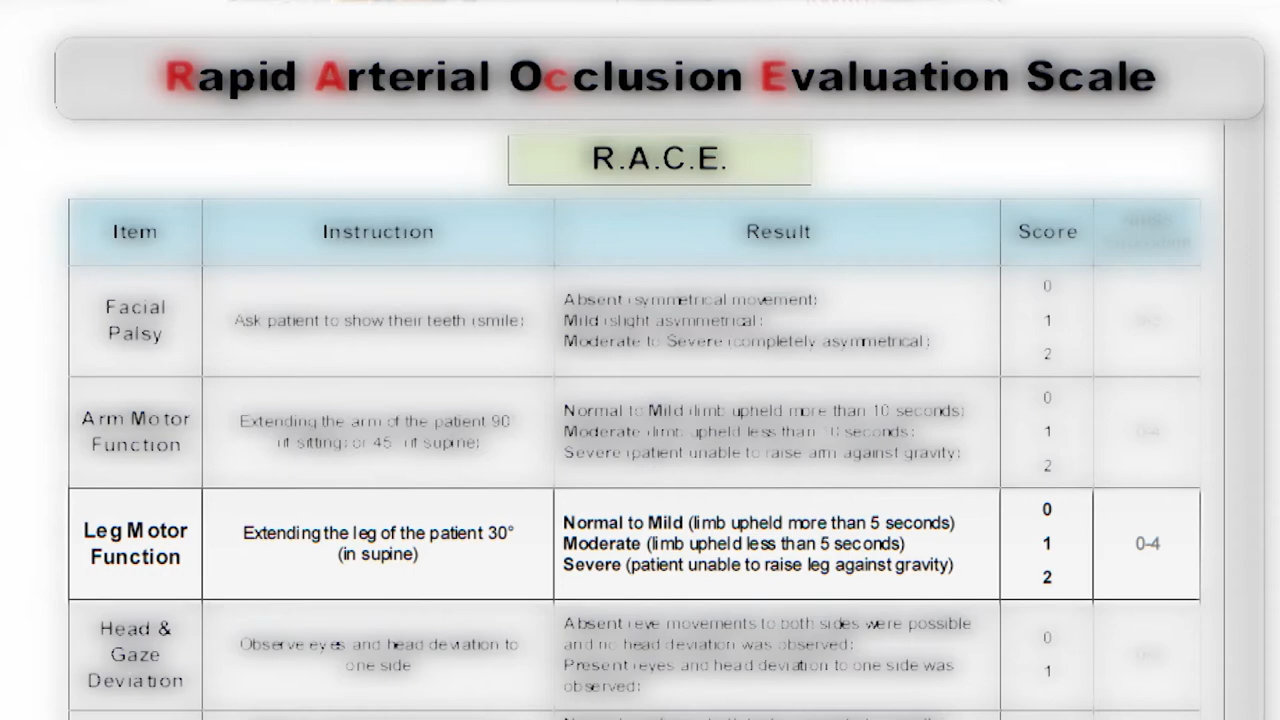 Rapid Arterial Occlusion Evaluation Scale
R.A.C.E.
Item Instruction Result Score
Facial
Palsy
Ask patient to show their teeth (smile)
Absent (symmetrical movement)
Mild (slight asymmetrical)
Moderate to Severe (completely asymmetrical)
0
1
2
Arm Motor
Function
Extending the arm of the patient 90
(if sitting) or 45 (if supine)
Normal to Mild (limb upheld more than 10 seconds)
Moderate (limb upheld less than 10 seconds)
Severe (patient unable to raise arm against gravity)
0
1
2
0-4
Leg Motor
Function
Extending the leg of the patient 30°
(in supine)
Normal to Mild (limb upheld more than 5 seconds)
Moderate (limb upheld less than 5 seconds)
Severe (patient unable to raise leg against gravity)
0
1
2
0-4
Head &
Gaze
Deviation
Observe eyes and head deviation to
one side
Absent (eye movements to both sides were possible
and no head deviation was observed)
Present (eyes and head deviation to one side was
observed)
0
1